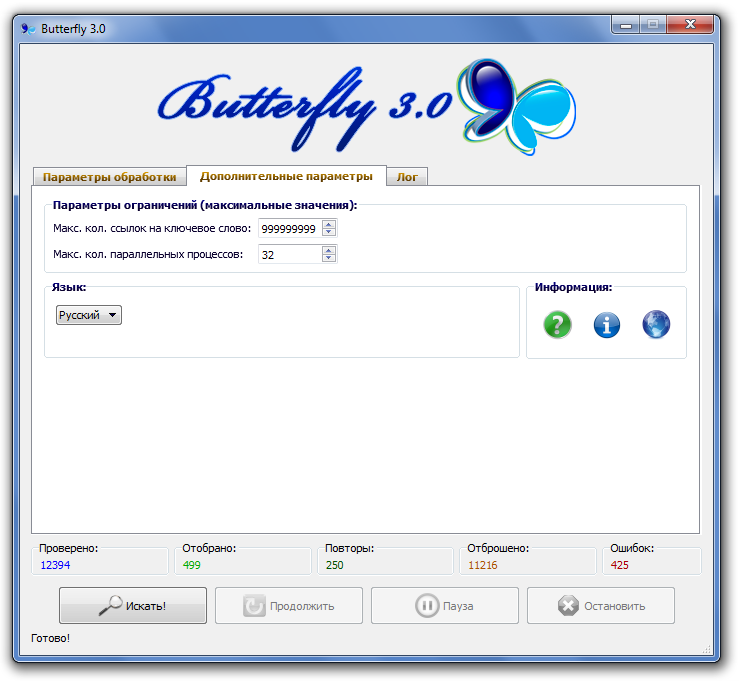 Butterfly 3.0
Butterfly 3.0
Параметры обработки Дополнительные параметры Лог
Параметры ограничений (максимальные значения):
Макс. кол. ссылок на ключевое слово: 999999999
Макс. кол. параллельных процессов: 32
Язык: Информация:
Русский
Проверено: Отобрано: Повторы: Отброшено: Ошибок:
12394 499 250 11216 425
Искать! Продолжить Пауза Остановить
Готово!